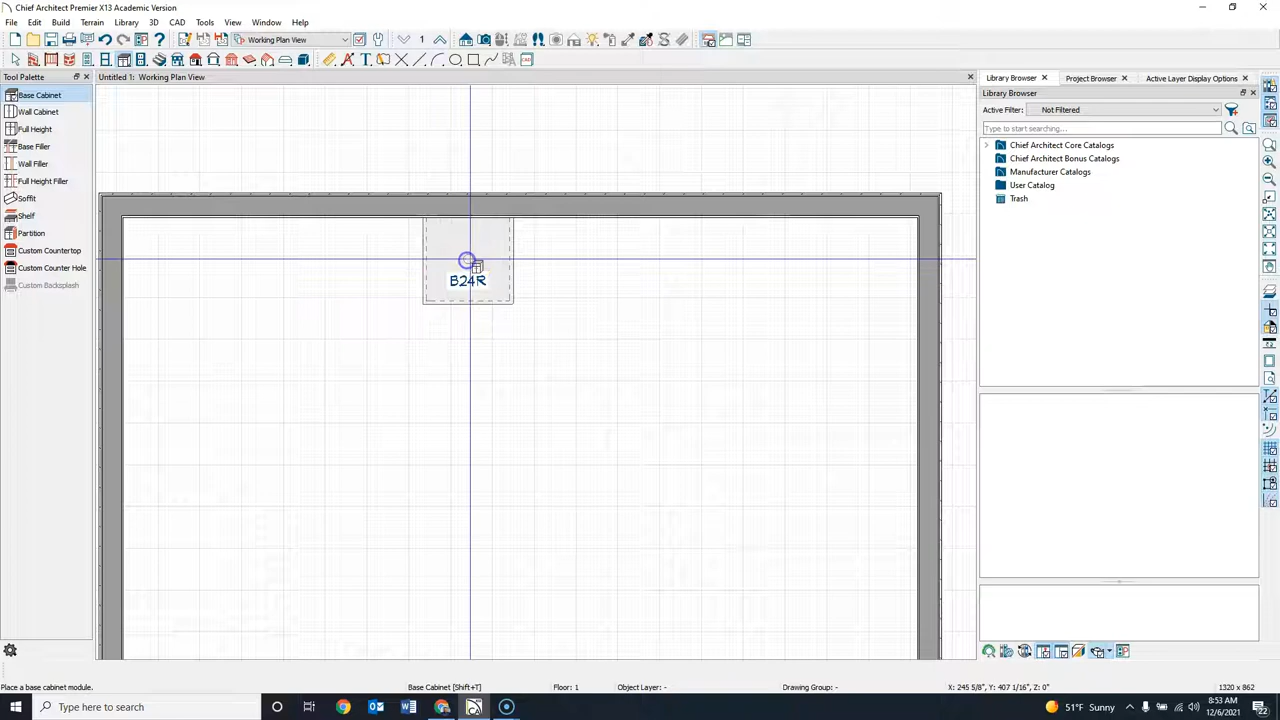 Chief Architect Premier X13 Academic Version
File Edit Build Terrain Library 3D CAD Tools View Window Help
Working Plan View 1
Tool Palette
Untitled 1: Working Plan View
Library Browser Project Browser Active Layer Display Options
Base Cabinet
Wall Cabinet
Full Height
Base Filler
Wall Filler
Full Height Filler
Soffit
Shelf
Partition
Custom Countertop
Custom Counter Hole
Custom Backsplash
B24R
Library Browser
Active Filter: Not Filtered
Type to start searching...
Chief Architect Core Catalogs
Chief Architect Bonus Catalogs
Manufacturer Catalogs
User Catalog
Trash
Place a base cabinet module. Base Cabinet [Shift+T] Floor: 1 Object Layer: - Drawing Group: - X: 245 5/8", Y: 407 1/16", Z: 0" 1320 x 862
Type here to search
51°F Sunny
8:53 AM
12/6/2021
22